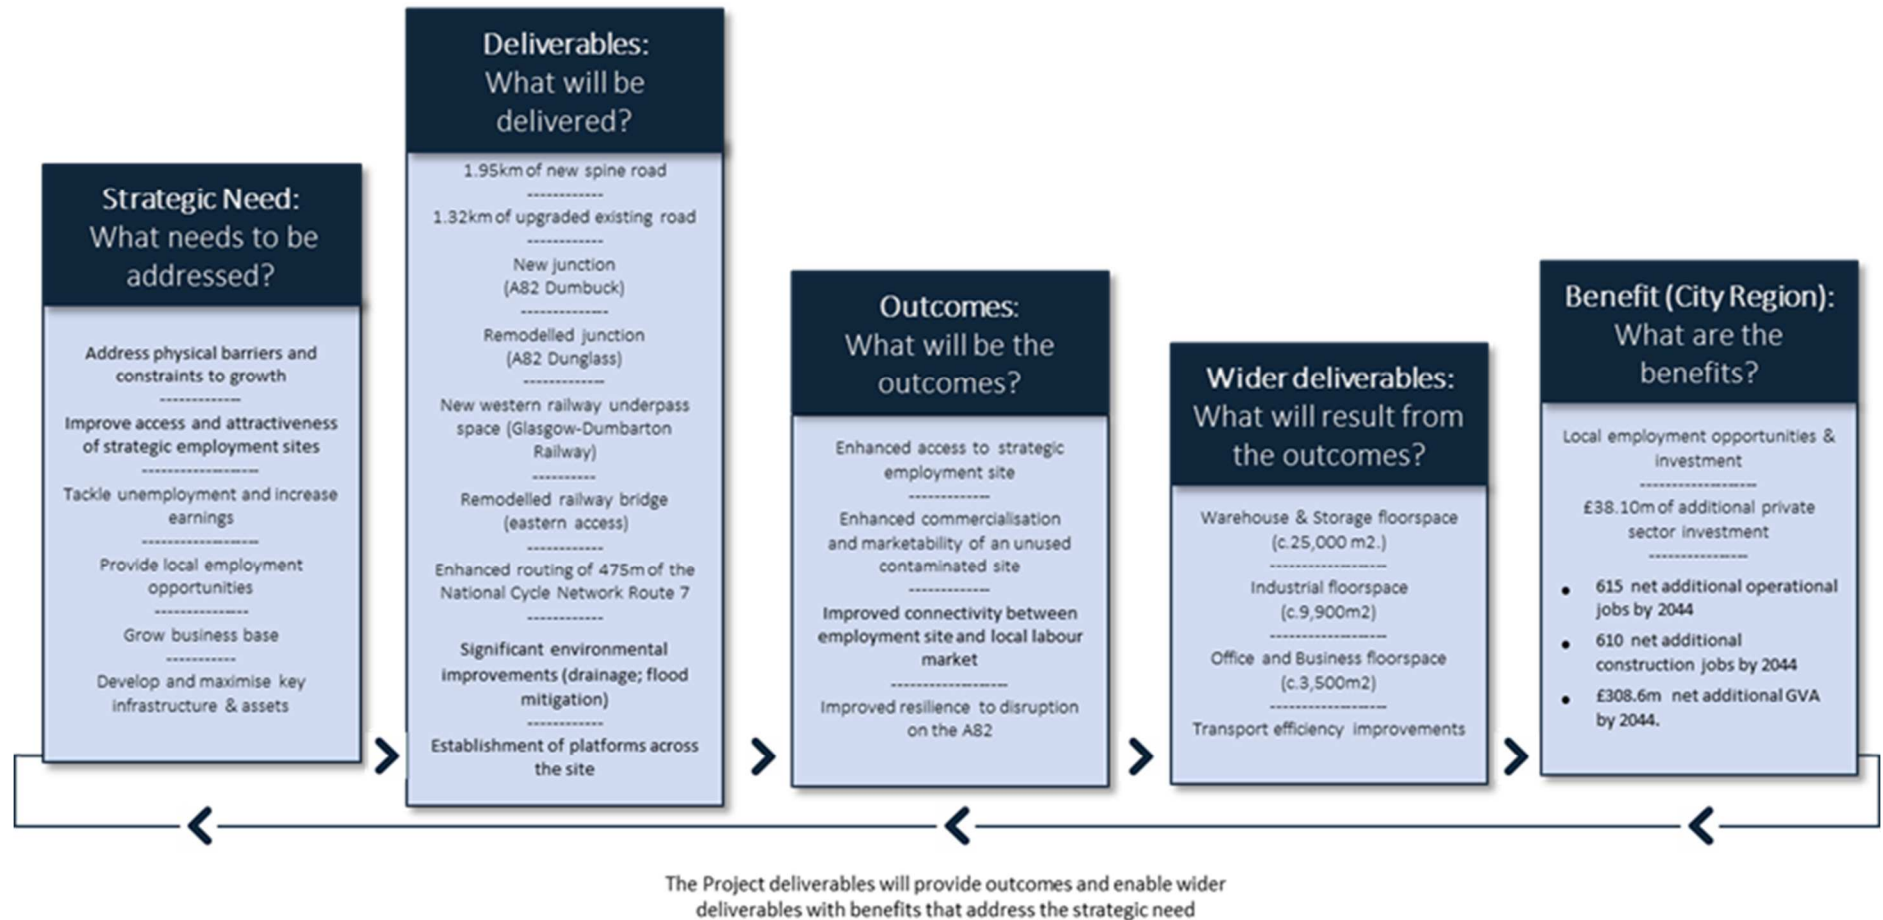 Strategic Need:
What needs to be
addressed?
Address physical barriers and
constraints to growth
-------------
Improve access and attractiveness
of strategic employment sites
-------------------
Tackle unemployment and increase
earnings
-------------------
Provide local employment
opportunities
---------------
Grow business base
-----------
Develop and maximise key
infrastructure & assets
Deliverables:
What will be
delivered?
1.95km of new spine road
------------
1.32km of upgraded existing road
------------
New junction
(A82 Dumbuck)
--------------
Remodelled junction
(A82 Dunglass)
-------------
New western railway underpass
space (Glasgow-Dumbarton
Railway)
----------
Remodelled railway bridge
(eastern access)
------------
Enhanced routing of 475m of the
National Cycle Network Route 7
------------
Significant environmental
improvements (drainage; flood
mitigation)
------------
Establishment of platforms across
the site
Outcomes:
What will be the
outcomes?
Enhanced access to strategic
employment site
-------------
Enhanced commercialisation
and marketability of an unused
contaminated site
-------------
Improved connectivity between
employment site and local labour
market
-------------------
Improved resilience to disruption
on the A82
Wider deliverables:
What will result from
the outcomes?
Warehouse & Storage floorspace
(c.25,000 m2.)
-------------------
Industrial floorspace
(c.9,900m2)
-------------------
Office and Business floorspace
(c.3,500m2)
-------------------
Transport efficiency improvements
Benefit (City Region):
What are the
benefits?
Local employment opportunities &
investment
-------------------
£38.10m of additional private
sector investment
----------------
• 615 net additional operational
jobs by 2044
• 610 net additional
construction jobs by 2044
• £308.6m net additional GVA
by 2044.
The Project deliverables will provide outcomes and enable wider
deliverables with benefits that address the strategic need